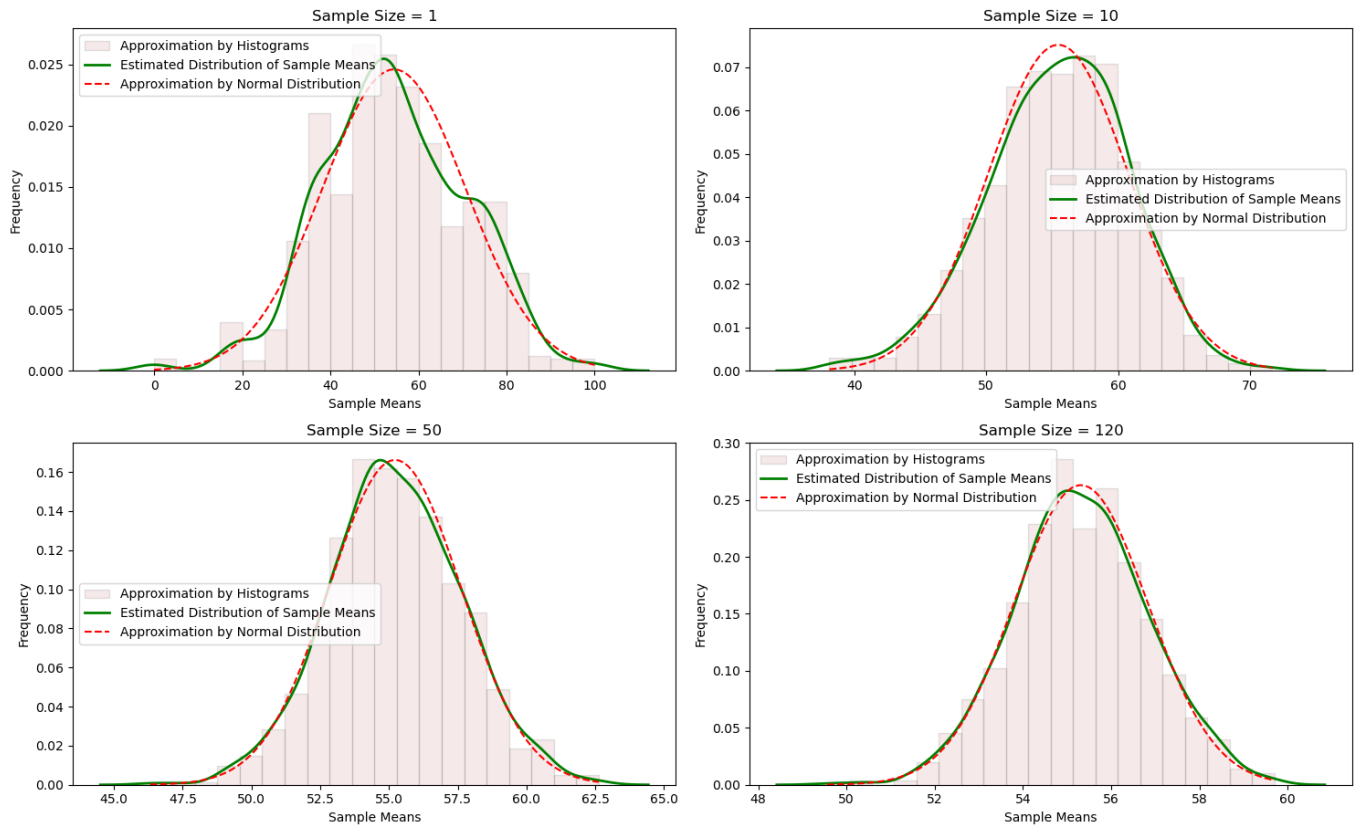 Sample Size = 1
Approximation by Histograms
Estimated Distribution of Sample Means
Approximation by Normal Distribution
0.025
0.020
0.015
0.010
0.005
0.000
Frequency
0 20 40 60 80 100
Sample Means
Sample Size = 10
Approximation by Histograms
Estimated Distribution of Sample Means
Approximation by Normal Distribution
0.07
0.06
0.05
0.04
0.03
0.02
0.01
0.00
Frequency
40 50 60 70
Sample Means
Sample Size = 50
Approximation by Histograms
Estimated Distribution of Sample Means
Approximation by Normal Distribution
0.16
0.14
0.12
0.10
0.08
0.06
0.04
0.02
0.00
Frequency
45.0 47.5 50.0 52.5 55.0 57.5 60.0 62.5 65.0
Sample Means
Sample Size = 120
Approximation by Histograms
Estimated Distribution of Sample Means
Approximation by Normal Distribution
0.30
0.25
0.20
0.15
0.10
0.05
0.00
Frequency
48 50 52 54 56 58 60
Sample Means